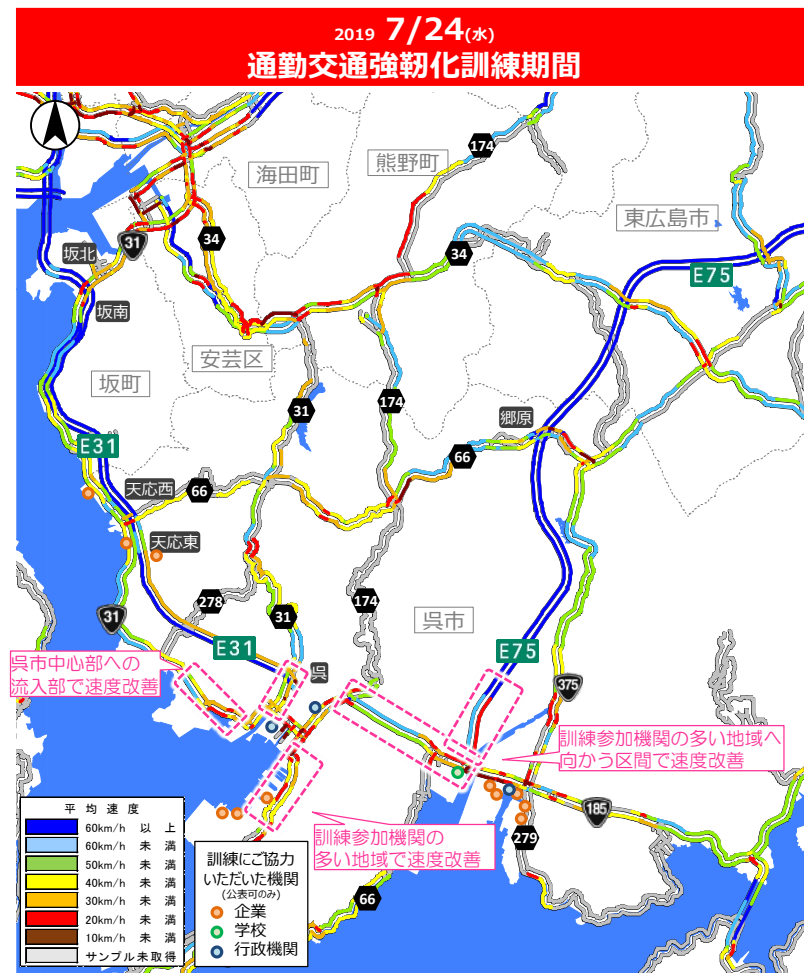 2019 7/24(水)
通勤交通強靭化訓練期間
174
熊野町
海田町
東広島市
34
31
34
坂北
E75
坂南
安芸区
坂町
174
31
郷原
E31
66
天応西
66
天応東
278
174
31
31
呉市
E31
E75
呉市中心部への
流入部で速度改善
呉
375
訓練参加機関の多い地域へ
向かう区間で速度改善
185
279
訓練参加機関の
多い地域で速度改善
66
平均速度
60km/h 以上
60km/h 未満
50km/h 未満
40km/h 未満
30km/h 未満
20km/h 未満
10km/h 未満
サンプル未取得
訓練にご協力
いただいた機関
(公表可のみ)
企業
学校
行政機関